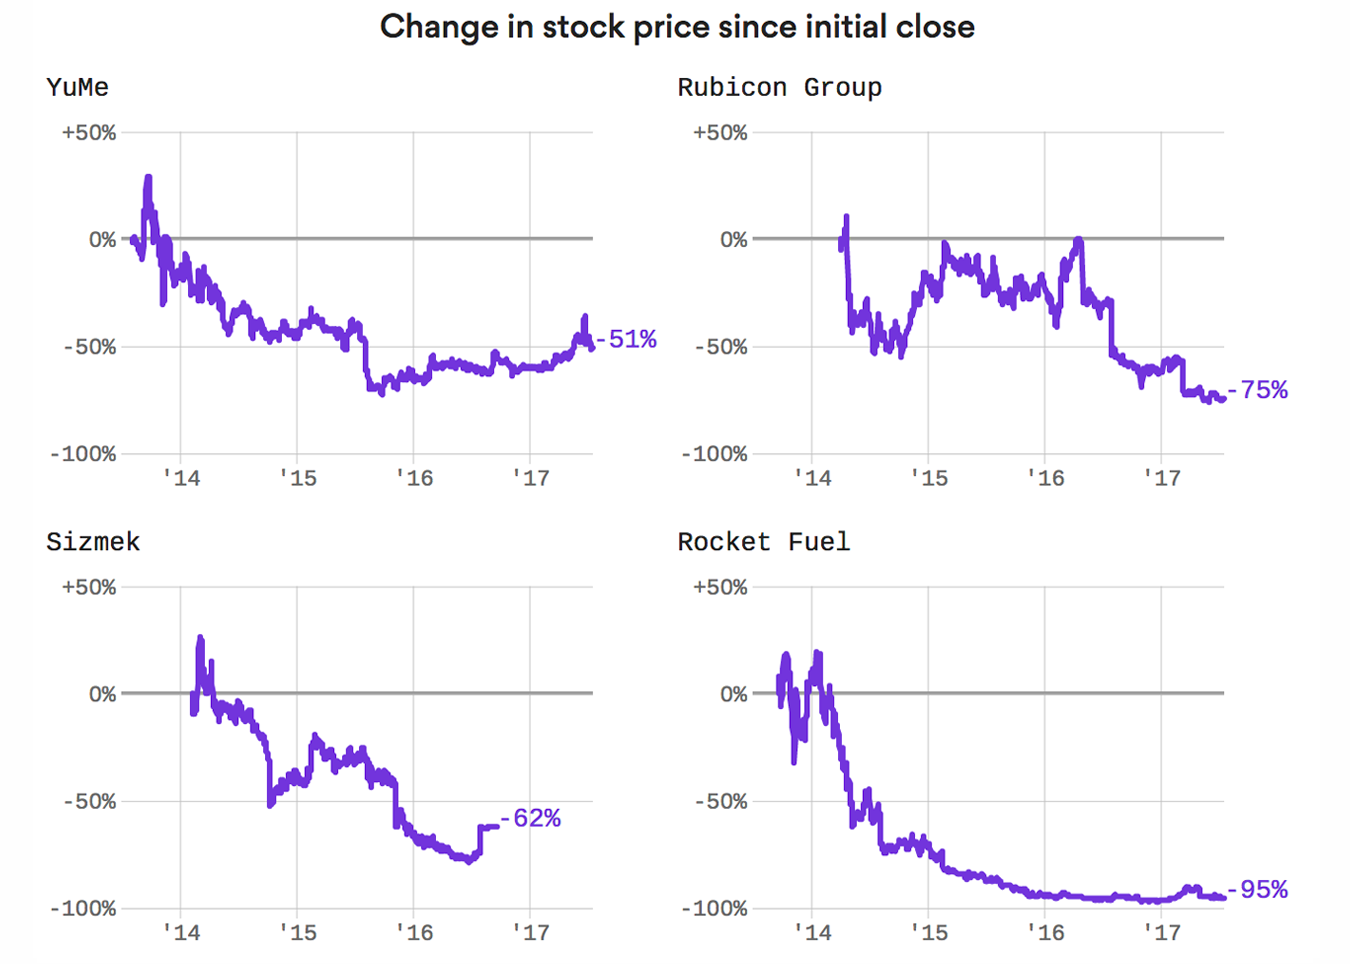 Change in stock price since initial close
YuMe
+50%
0%
-50%
-100%
-51%
'14 '15 '16 '17
Rubicon Group
+50%
0%
-50%
-100%
-75%
'14 '15 '16 '17
Sizmek
+50%
0%
-50%
-100%
-62%
'14 '15 '16 '17
Rocket Fuel
+50%
0%
-50%
-100%
-95%
'14 '15 '16 '17